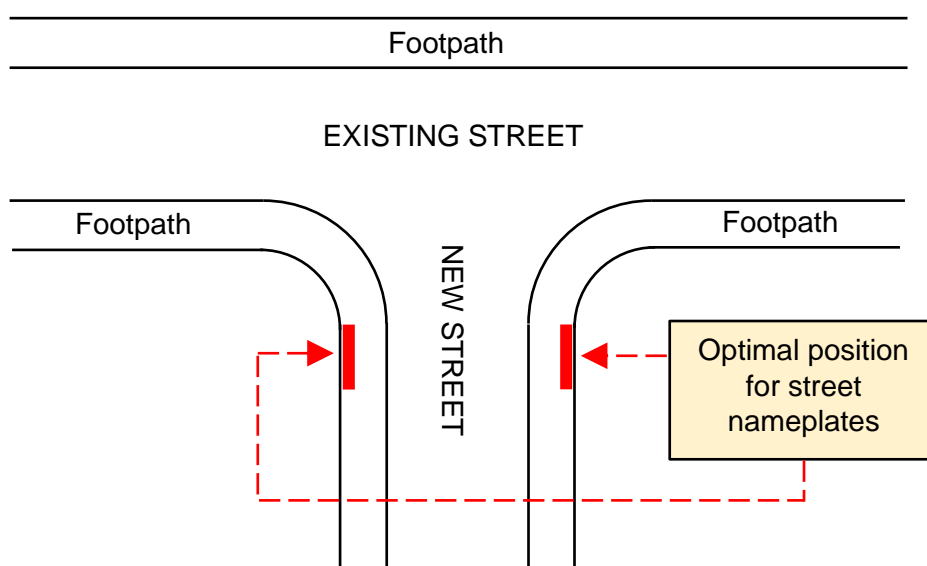 Footpath
EXISTING STREET
Footpath
Footpath
NEW STREET
Optimal position
for street
nameplates